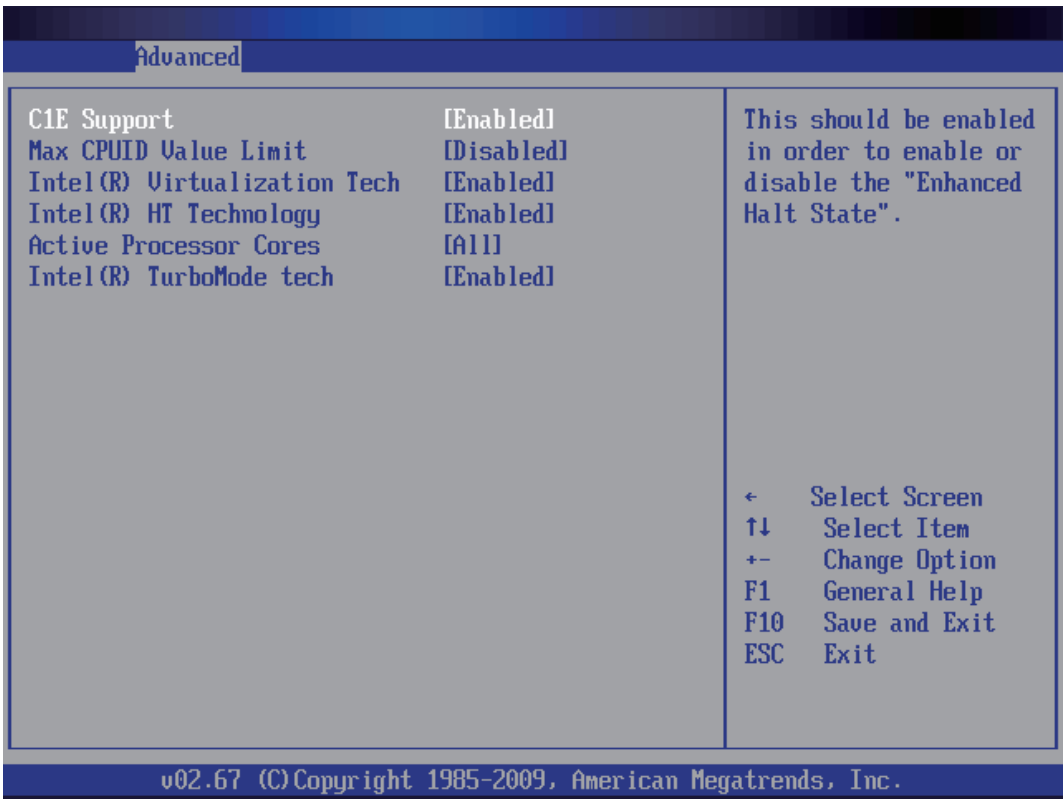 Advanced
C1E Support [Enabled]
Max CPUID Value Limit [Disabled]
Intel(R) Virtualization Tech [Enabled]
Intel(R) HT Technology [Enabled]
Active Processor Cores [All]
Intel(R) TurboMode tech [Enabled]
This should be enabled
in order to enable or
disable the "Enhanced
Halt State".
← Select Screen
↑↓ Select Item
+- Change Option
F1 General Help
F10 Save and Exit
ESC Exit
v02.67 (C)Copyright 1985-2009, American Megatrends, Inc.